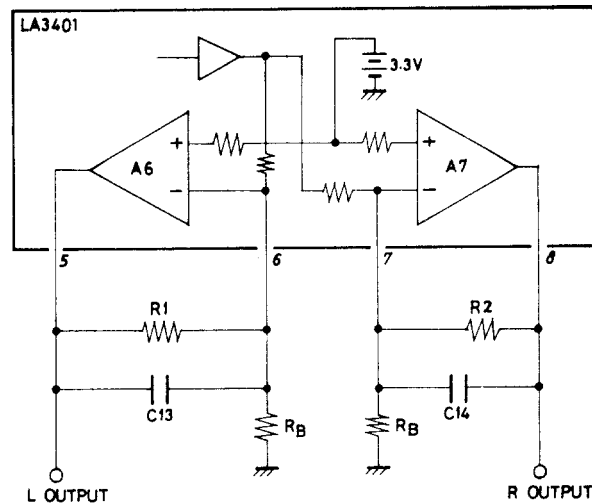 LA3401
3.3V
+
+
A6
A7
−
−
5
6
7
8
R1
R2
C13
C14
RB
RB
L OUTPUT
R OUTPUT